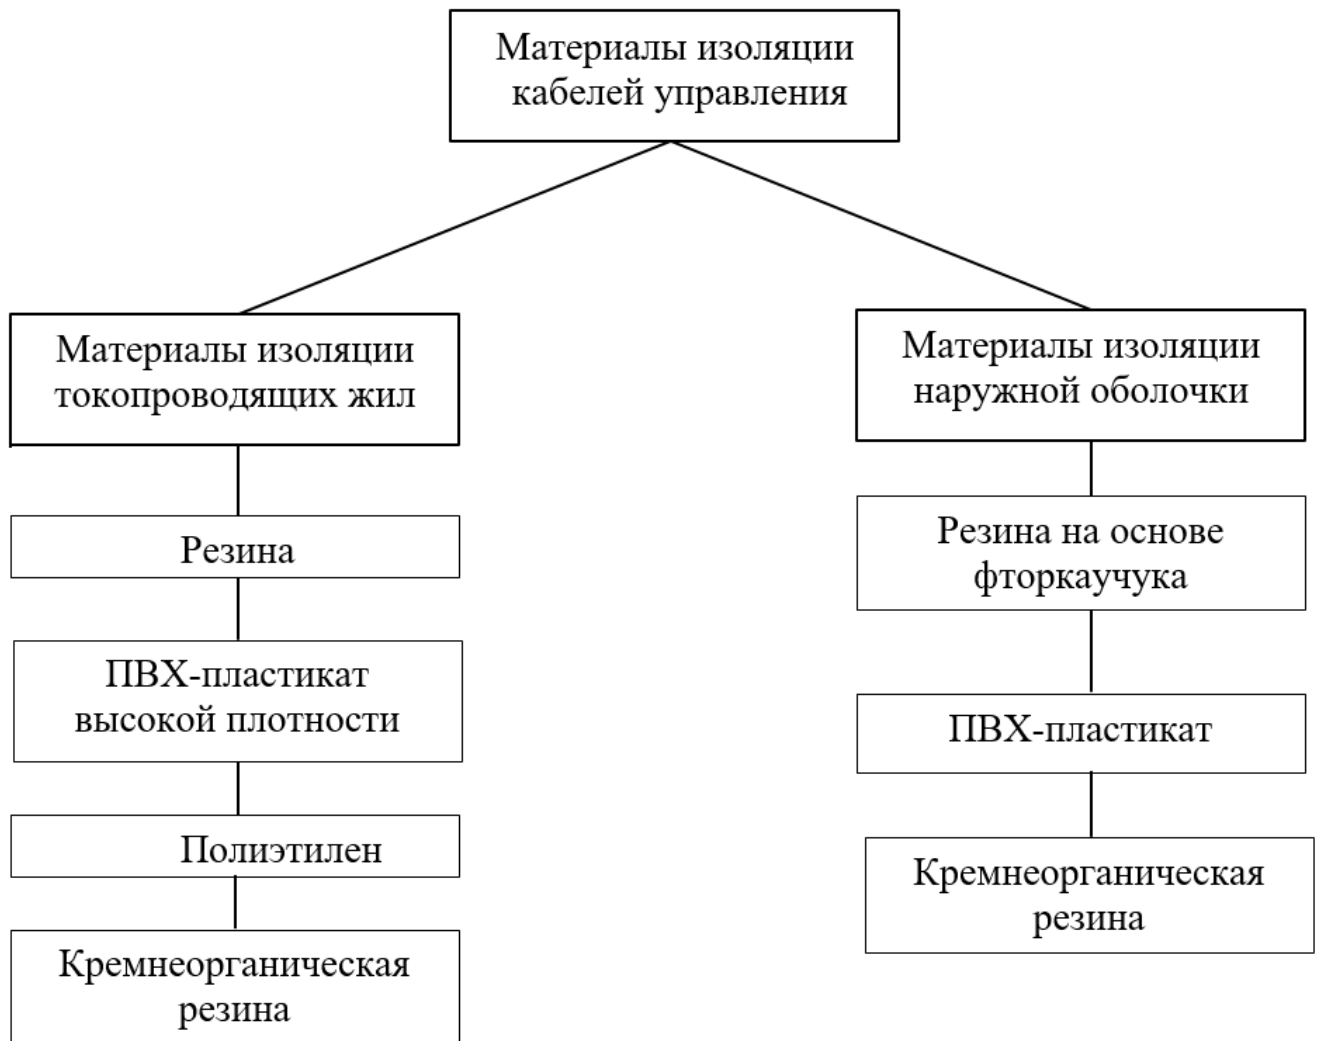 Материалы изоляции
кабелей управления
Материалы изоляции
токопроводящих жил
Резина
ПВХ-пластикат
высокой плотности
Полиэтилен
Кремнеорганическая
резина
Материалы изоляции
наружной оболочки
Резина на основе
фторкаучука
ПВХ-пластикат
Кремнеорганическая
резина